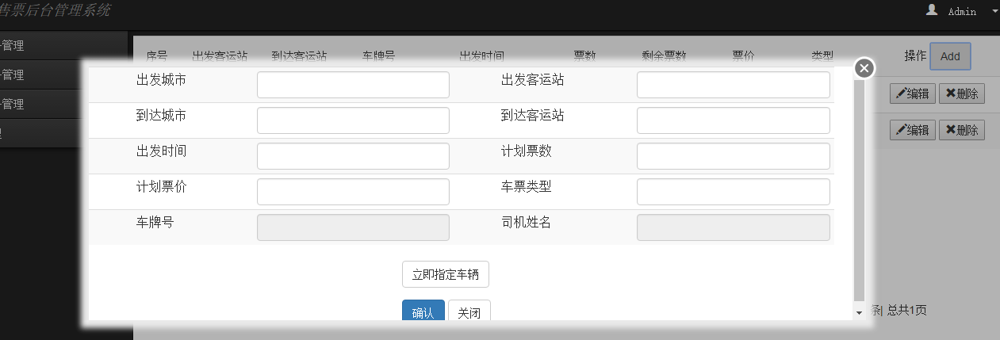 售票后台管理系统
Admin
管理
管理
管理
序号 出发客运站 到达客运站 车牌号 出发时间 票数 剩余票数 票价 类型 操作 Add
编辑 删除
编辑 删除
出发城市 出发客运站
到达城市 到达客运站
出发时间 计划票数
计划票价 车票类型
车牌号 司机姓名
立即指定车辆
确认 关闭
条| 总共1页